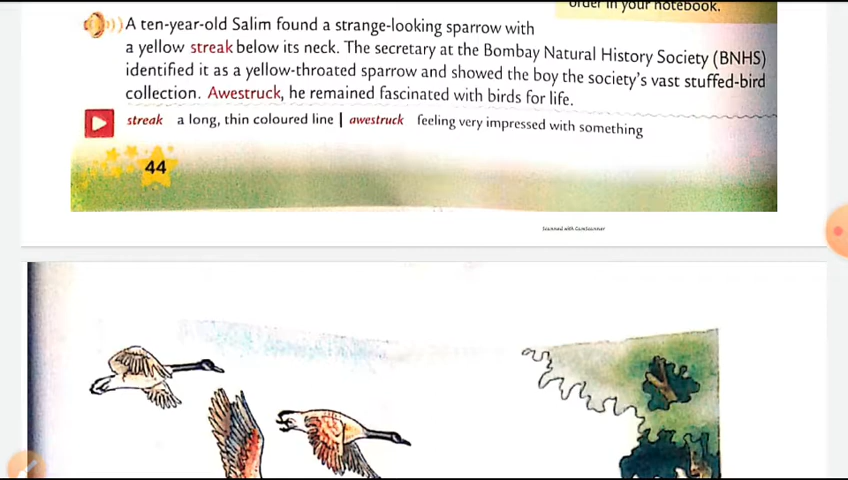 order in your notebook.
A ten-year-old Salim found a strange-looking sparrow with
a yellow streak below its neck. The secretary at the Bombay Natural History Society (BNHS)
identified it as a yellow-throated sparrow and showed the boy the society's vast stuffed-bird
collection. Awestruck, he remained fascinated with birds for life.
streak a long, thin coloured line | awestruck feeling very impressed with something
44
Scanned with CamScanner